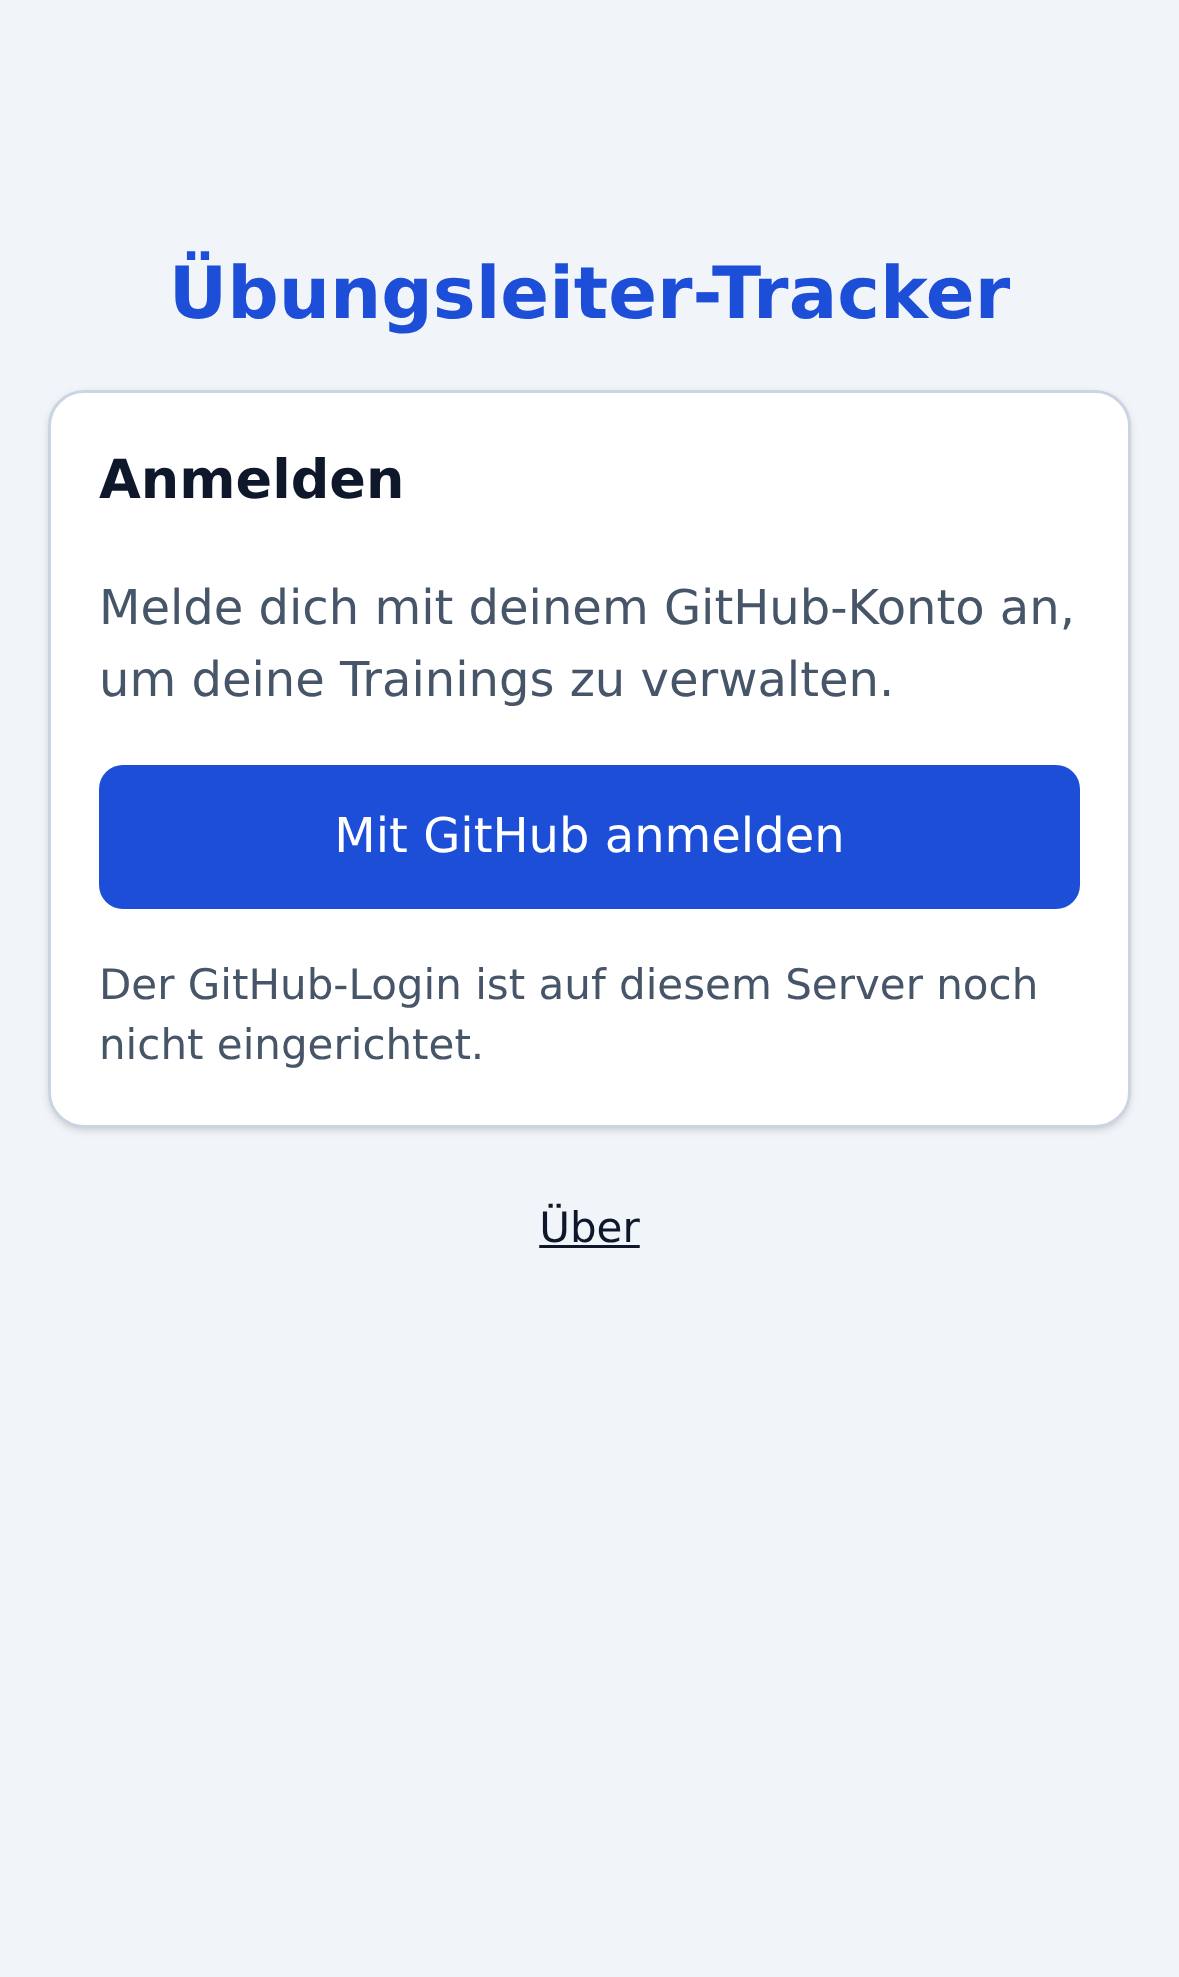 Übungsleiter-Tracker
Anmelden
Melde dich mit deinem GitHub-Konto an,
um deine Trainings zu verwalten.
Mit GitHub anmelden
Der GitHub-Login ist auf diesem Server noch
nicht eingerichtet.
Über